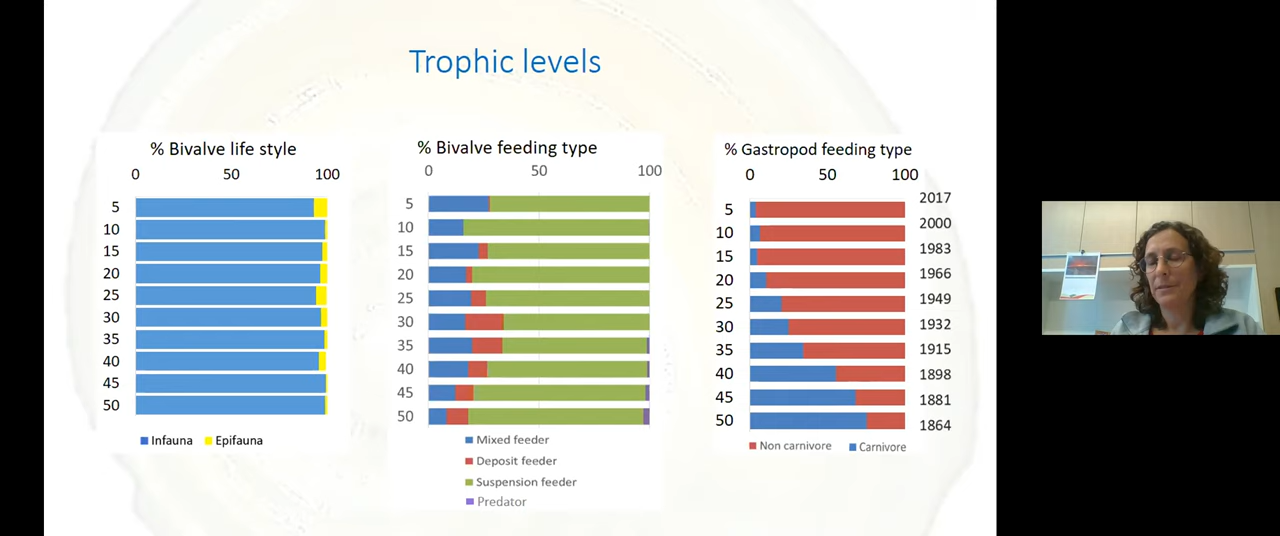 Trophic levels
% Bivalve life style
0 50 100
5
10
15
20
25
30
35
40
45
50
Infauna Epifauna
% Bivalve feeding type
0 50 100
5
10
15
20
25
30
35
40
45
50
Mixed feeder
Deposit feeder
Suspension feeder
Predator
% Gastropod feeding type
0 50 100
5 2017
10 2000
15 1983
20 1966
25 1949
30 1932
35 1915
40 1898
45 1881
50 1864
Non carnivore Carnivore